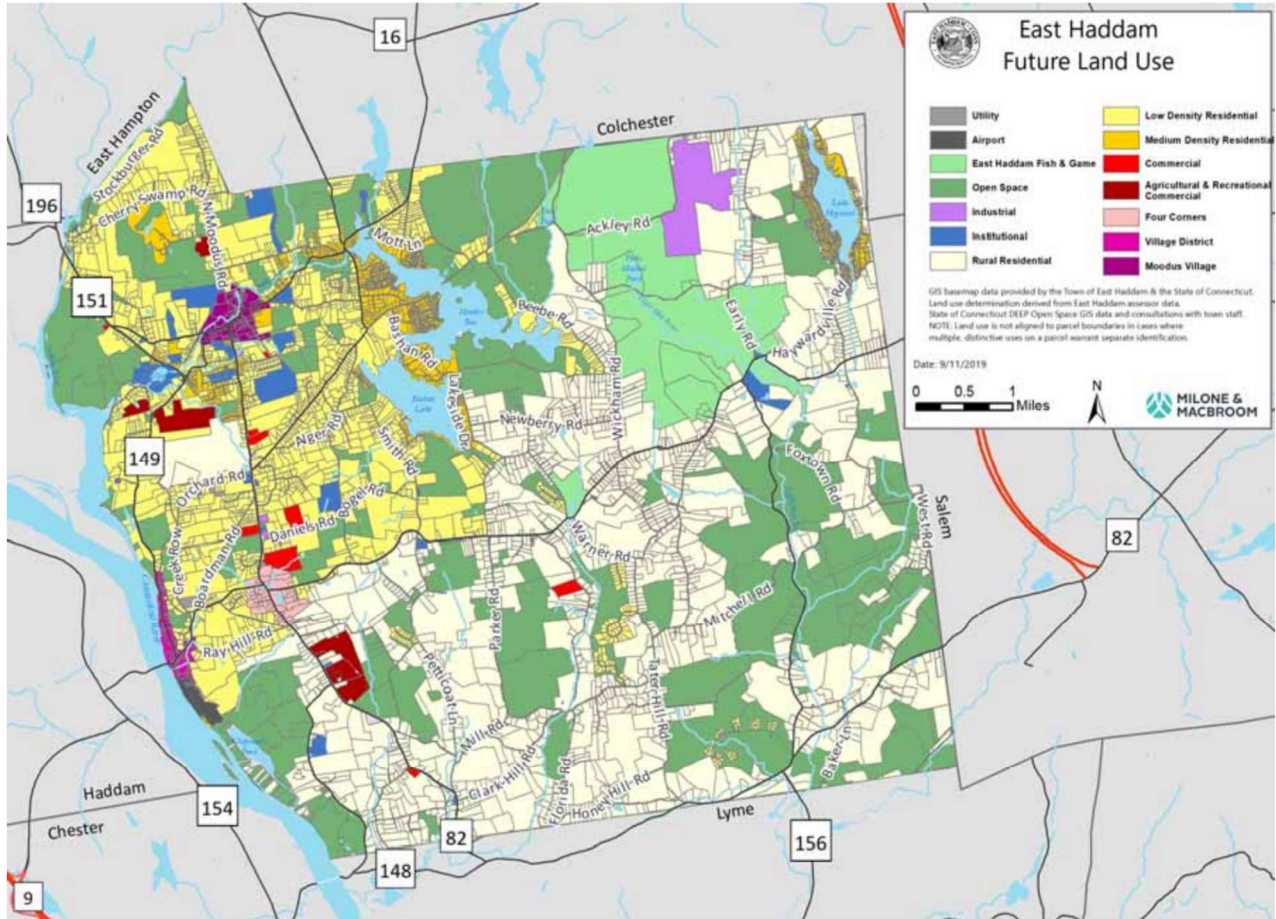 East Haddam
Future Land Use
Utility
Airport
East Haddam Fish & Game
Open Space
Industrial
Institutional
Rural Residential
Low Density Residential
Medium Density Residential
Commercial
Agricultural & Recreational
Commercial
Four Corners
Village District
Moodus Village
GIS basemap data provided by the Town of East Haddam & the State of Connecticut.
Land use determination derived from East Haddam assessor data,
State of Connecticut DEEP Open Space GIS data and consultations with town staff.
NOTE: Land use is not aligned to parcel boundaries in cases where
multiple, distinctive uses on a parcel warrant separate identification.
Date: 9/11/2019
0 0.5 1
Miles
N
MILONE &
MACBROOM
16
Colchester
East Hampton
Stockburger Rd
Cherry Swamp Rd
N Moodus Rd
196
151
Mott Ln
Ackley Rd
Lake
Hayward
Beebe Rd
Bashan Rd
Early Rd
Haywardville Rd
Lakeside Dr
Wickham Rd
Newberry Rd
Alger Rd
Smith Rd
149
Orchard Rd
Bogel Rd
Daniels Rd
Foxtown Rd
West Rd
Salem
82
Creek Row
Boardman Rd
Warner Rd
Ray Hill Rd
Parker Rd
Mitchell Rd
Petticoat Ln
Tater Hill Rd
Mill Rd
Clark Hill Rd
Florida Rd
Honey Hill Rd
Baker Ln
Haddam
Chester
154
Lyme
82
148
156
9